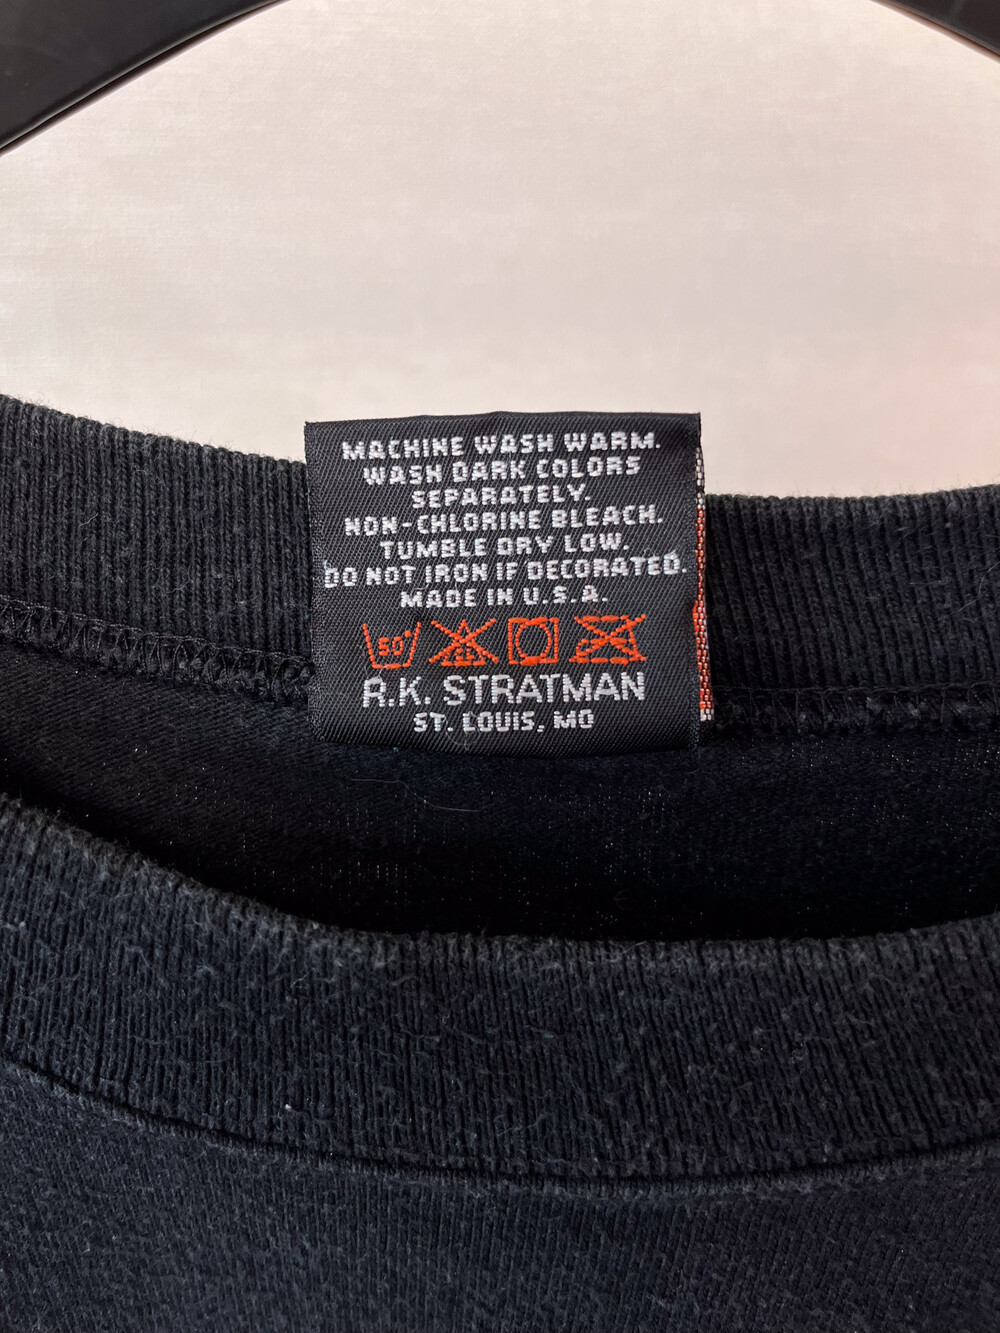 MACHINE WASH WARM.
WASH DARK COLORS
SEPARATELY.
NON-CHLORINE BLEACH.
TUMBLE DRY LOW.
DO NOT IRON IF DECORATED.
MADE IN U.S.A.
50°
R.K. STRATMAN
ST. LOUIS, MO